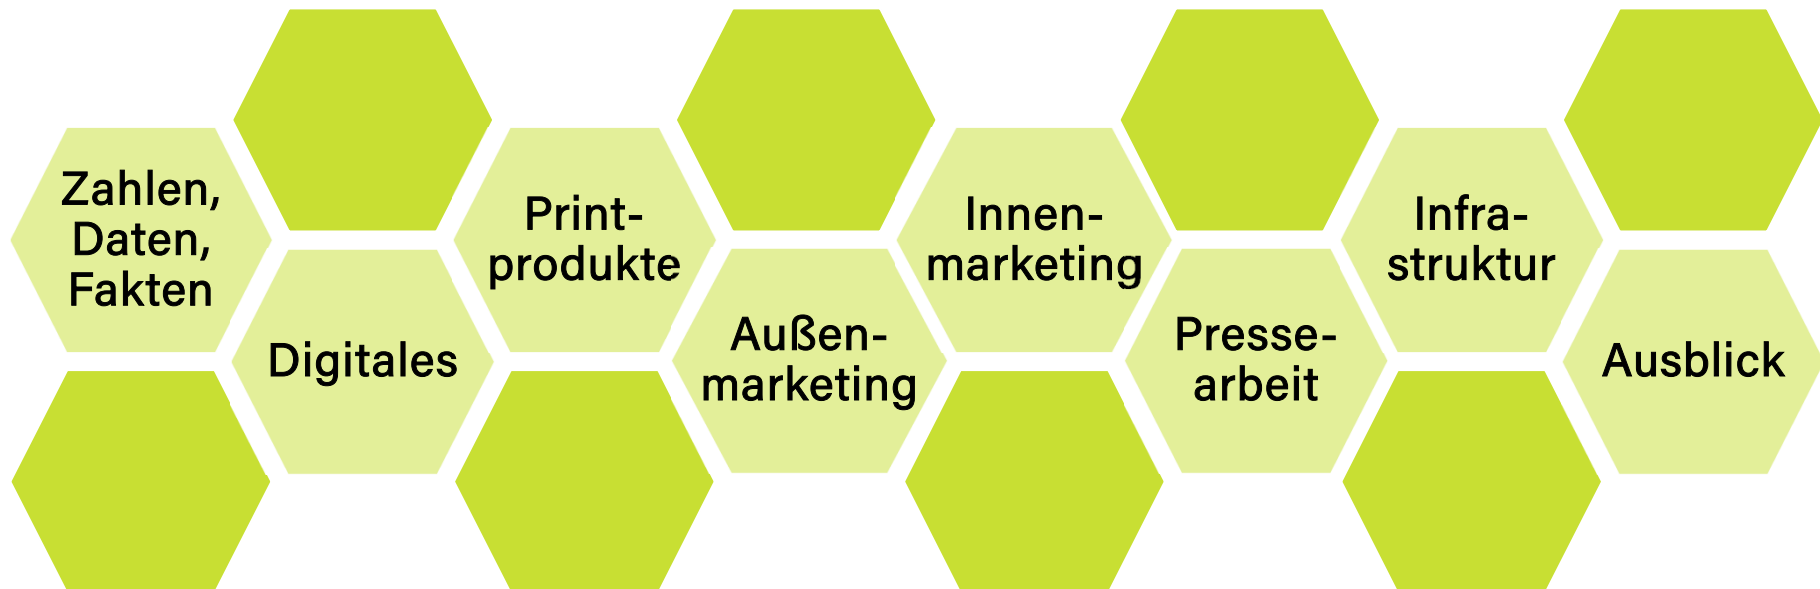 Zahlen,
Daten,
Fakten
Digitales
Print-
produkte
Außen-
marketing
Innen-
marketing
Presse-
arbeit
Infra-
struktur
Ausblick